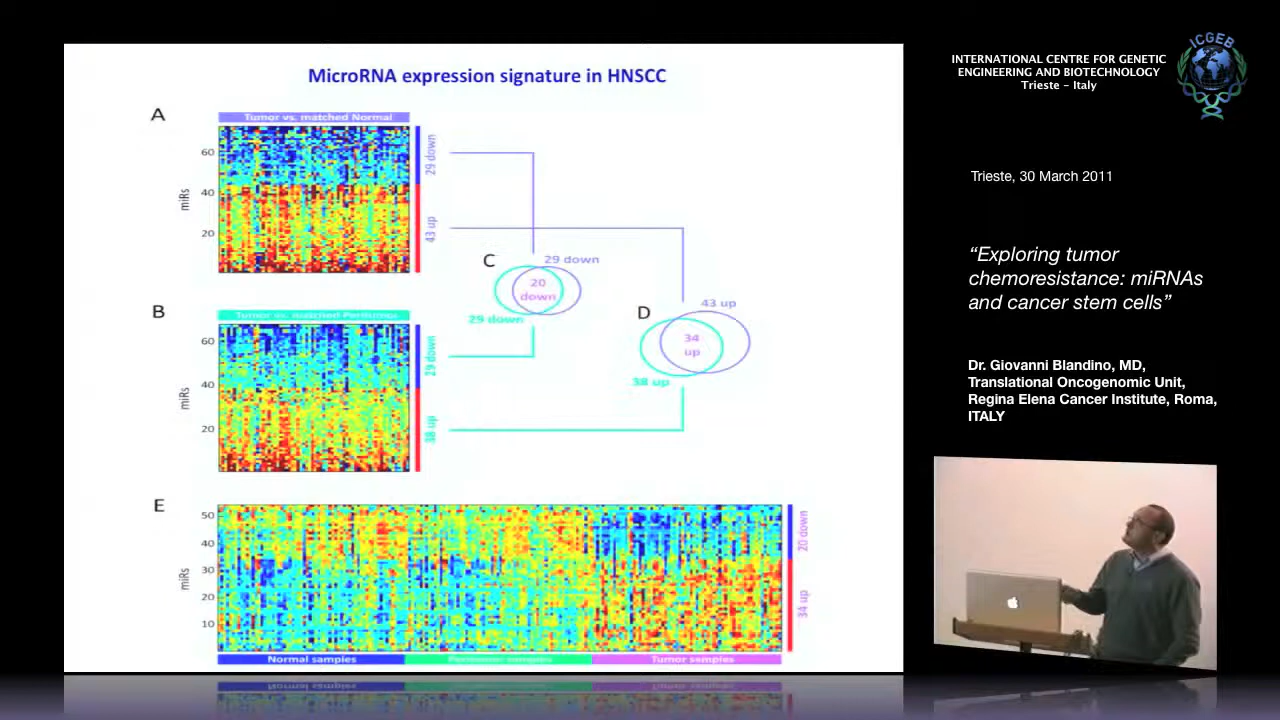 MicroRNA expression signature in HNSCC
A
Tumor vs. matched Normal
60
40
20
miRs
29 down
43 up
B
Tumor vs. matched Peritumor
60
40
20
miRs
29 down
38 up
C
29 down
20
down
29 down
D
43 up
34
up
38 up
E
50
40
30
20
10
miRs
20 down
34 up
Normal samples
Peritumor samples
Tumor samples
ICGEB
INTERNATIONAL CENTRE FOR GENETIC
ENGINEERING AND BIOTECHNOLOGY
Trieste - Italy
Trieste, 30 March 2011
“Exploring tumor
chemoresistance: miRNAs
and cancer stem cells”
Dr. Giovanni Blandino, MD,
Translational Oncogenomic Unit,
Regina Elena Cancer Institute, Roma,
ITALY